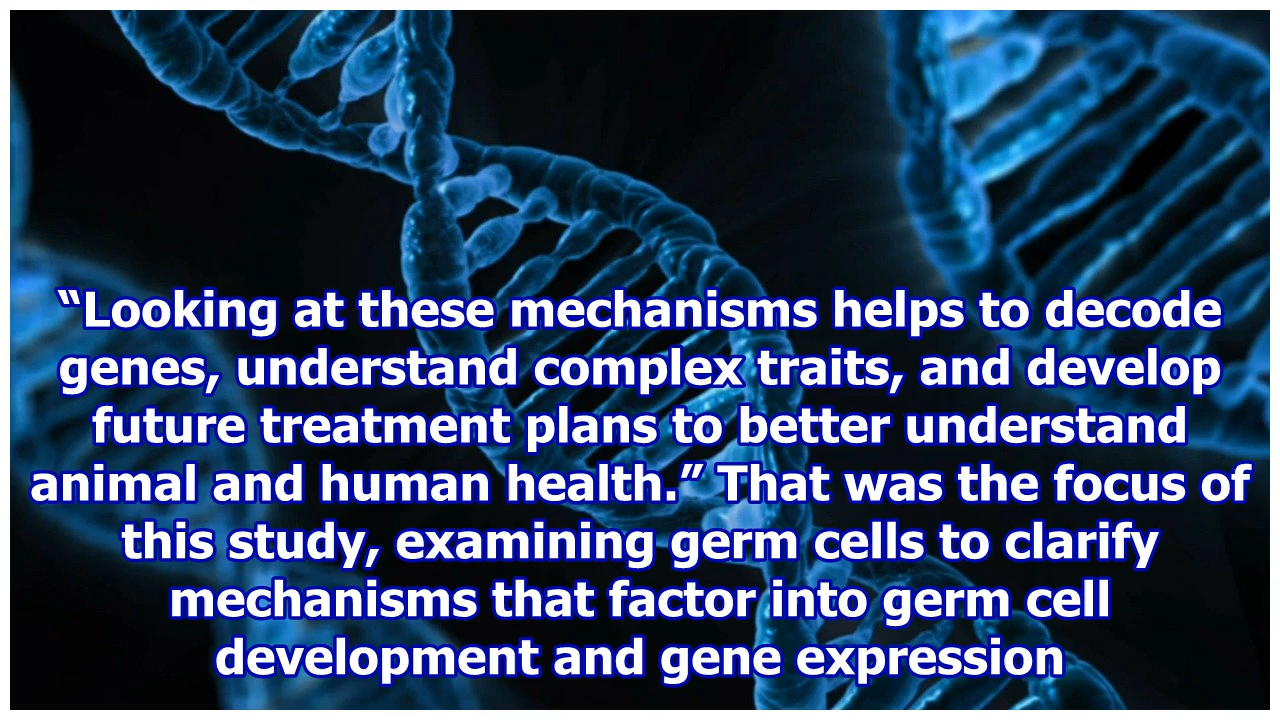 “Looking at these mechanisms helps to decode
genes, understand complex traits, and develop
future treatment plans to better understand
animal and human health.” That was the focus of
this study, examining germ cells to clarify
mechanisms that factor into germ cell
development and gene expression